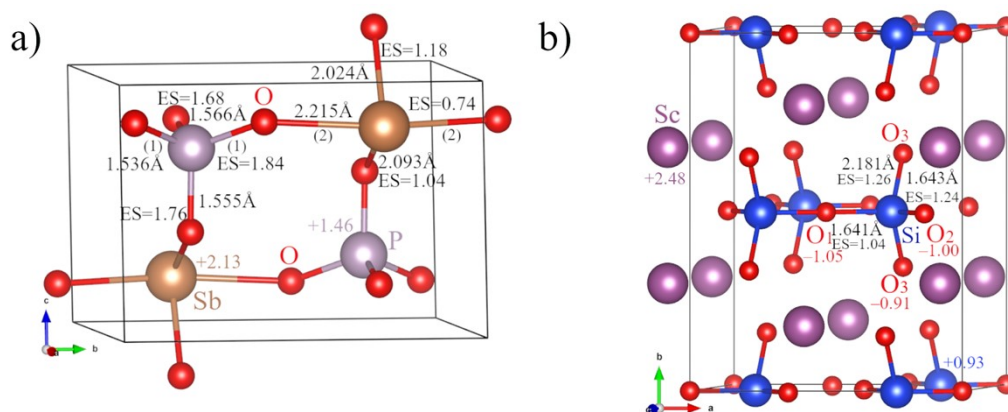 a)
ES=1.18
2.024Å
ES=1.68
1.566Å
O
2.215Å
ES=0.74
(1)
(1)
(2)
(2)
1.536Å
ES=1.84
2.093Å
ES=1.04
1.555Å
ES=1.76
+1.46
P
+2.13
O
Sb
c
b
b)
Sc
+2.48
O3
2.181Å
ES=1.26
1.643Å
ES=1.24
1.641Å
O1
ES=1.04
Si
O2
−1.05
−1.00
O3
−0.91
+0.93
b
a